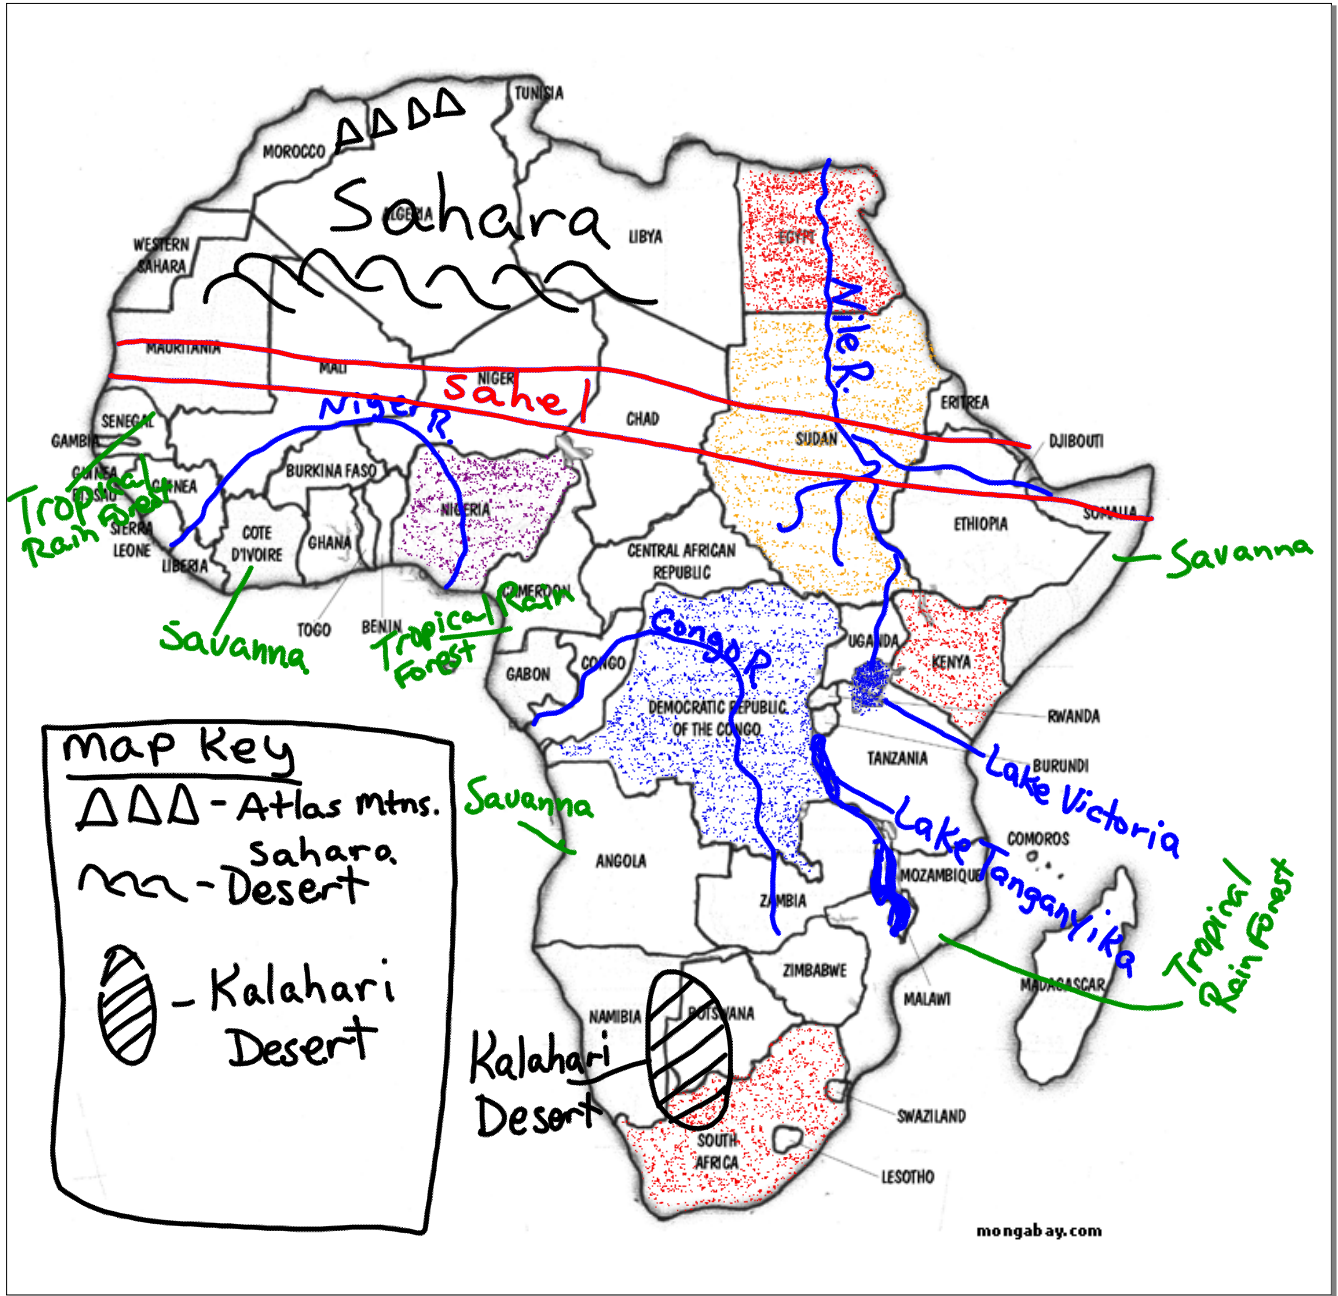 TUNISIA
MOROCCO
Sahara
ALGERIA
LIBYA
EGYPT
WESTERN
SAHARA
Nile R.
MAURITANIA
MALI
NIGER
Sahel
CHAD
SUDAN
ERITREA
DJIBOUTI
Niger R.
SENEGAL
GAMBIA
GUINEA
BISSAU
GUINEA
Tropical
Rain Forest
BURKINA FASO
NIGERIA
SIERRA
LEONE
LIBERIA
COTE
D'IVOIRE
GHANA
ETHIOPIA
SOMALIA
Savanna
CENTRAL AFRICAN
REPUBLIC
CAMEROON
Tropical Rain
Forest
TOGO
BENIN
Savanna
Congo R
UGANDA
KENYA
GABON
CONGO
DEMOCRATIC REPUBLIC
OF THE CONGO
RWANDA
BURUNDI
TANZANIA
Lake Victoria
Lake Tanganyika
Savanna
ANGOLA
ZAMBIA
COMOROS
MOZAMBIQUE
MADAGASCAR
Tropiral
Rain Forest
ZIMBABWE
MALAWI
NAMIBIA
BOTSWANA
Kalahari
Desert
SOUTH
AFRICA
SWAZILAND
LESOTHO
map Key
- Atlas mtns.
sahara
- Desert
- Kalahari
Desert
mongabay.com